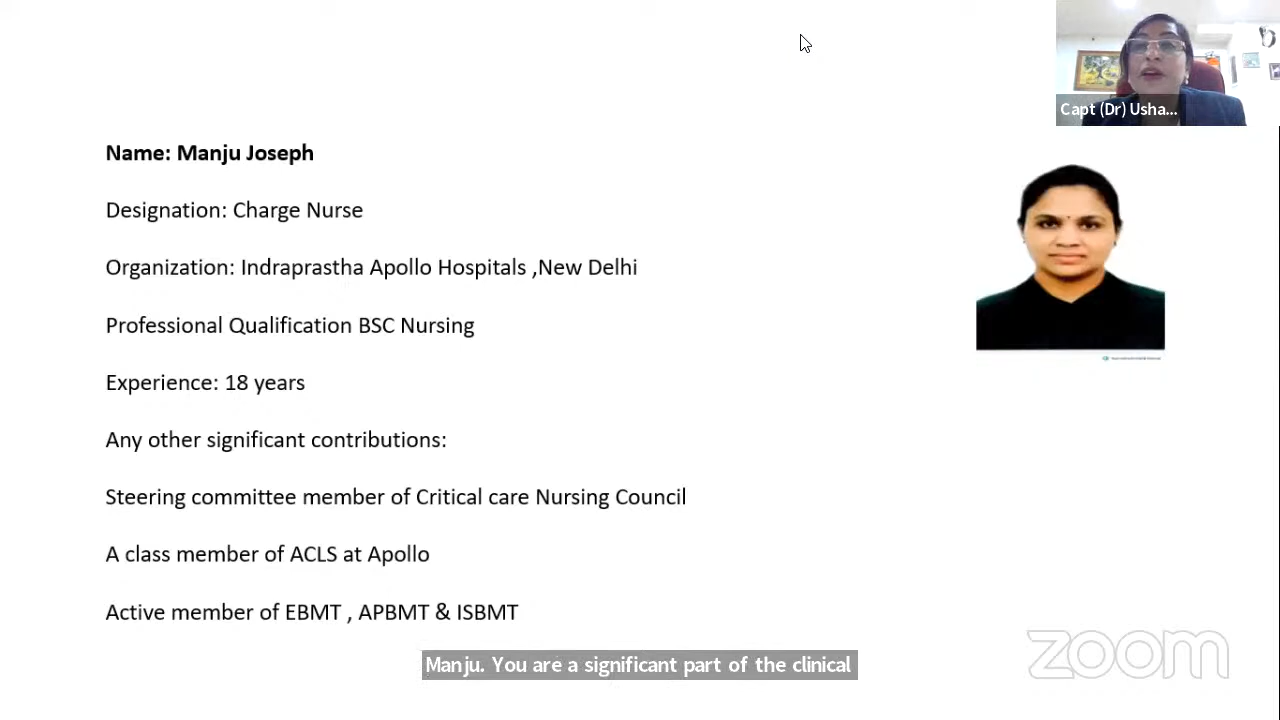 Capt (Dr) Usha...
Name: Manju Joseph
Designation: Charge Nurse
Organization: Indraprastha Apollo Hospitals ,New Delhi
Professional Qualification BSC Nursing
Experience: 18 years
Any other significant contributions:
Steering committee member of Critical care Nursing Council
A class member of ACLS at Apollo
Active member of EBMT , APBMT & ISBMT
Manju. You are a significant part of the clinical
zoom